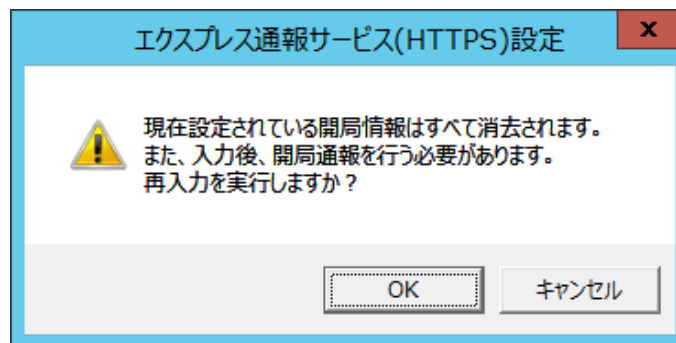 エクスプレス通報サービス(HTTPS)設定
x
現在設定されている開局情報はすべて消去されます。
また、入力後、開局通報を行う必要があります。
再入力を実行しますか？
OK
キャンセル